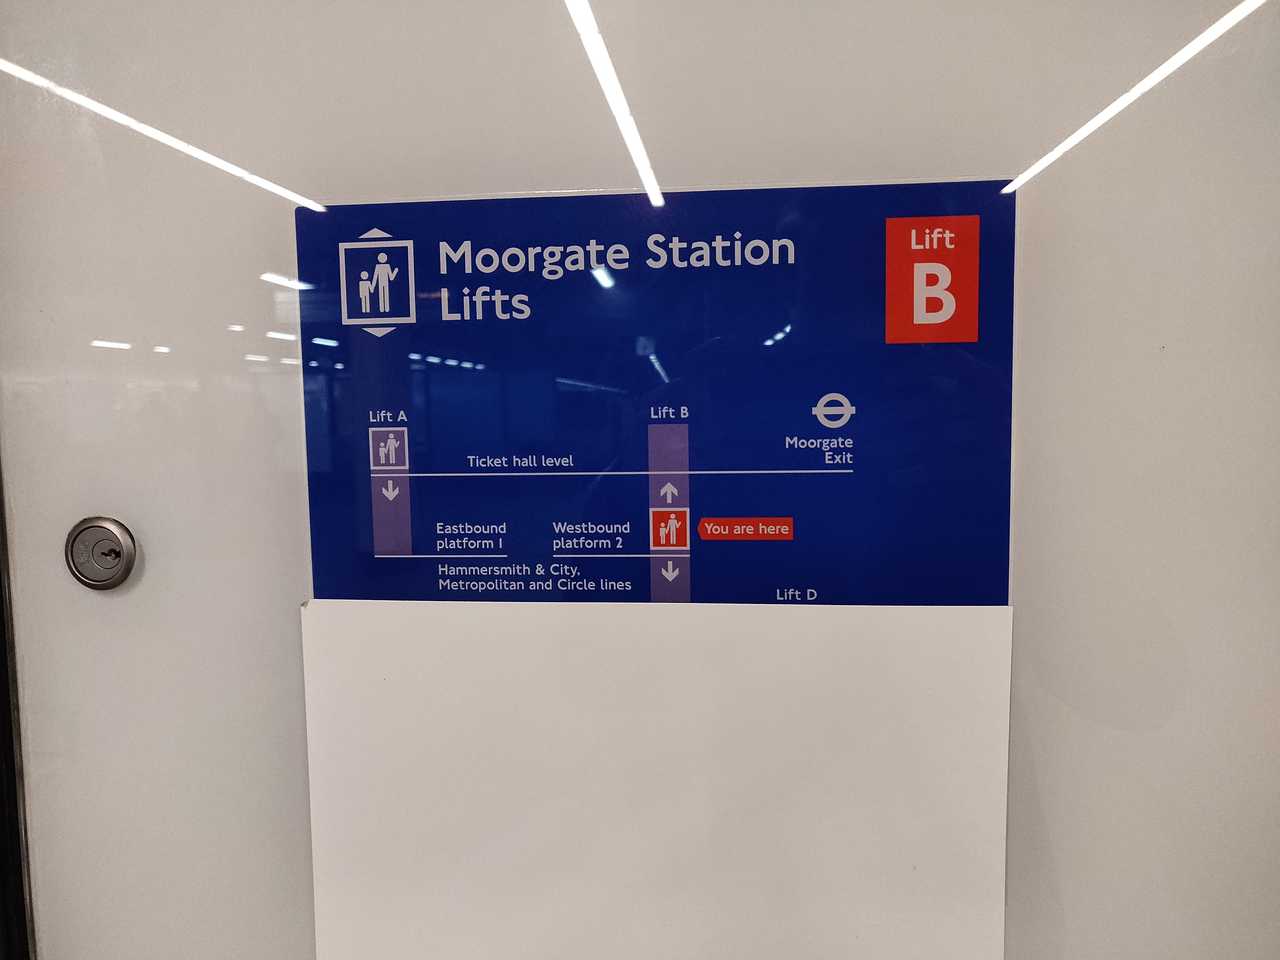 Moorgate Station
Lifts
Lift
B
Lift A
Lift B
Moorgate
Exit
Ticket hall level
You are here
Eastbound
platform 1
Westbound
platform 2
Hammersmith & City,
Metropolitan and Circle lines
Lift D